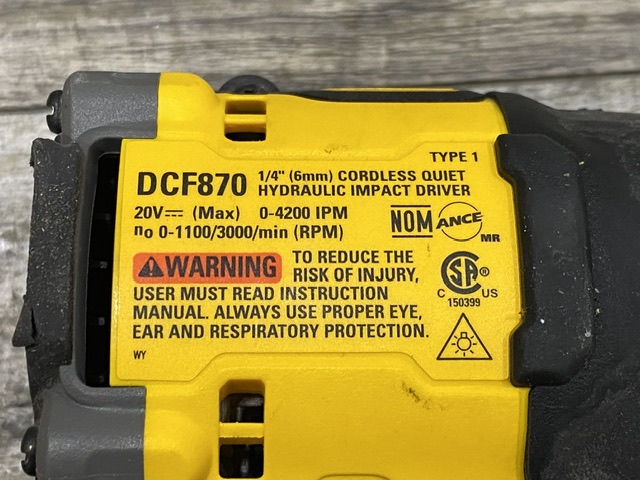 TYPE 1
DCF870 1/4" (6mm) CORDLESS QUIET
HYDRAULIC IMPACT DRIVER
20V⎓ (Max) 0-4200 IPM
no 0-1100/3000/min (RPM)
NOM ANCE MR
WARNING TO REDUCE THE
RISK OF INJURY,
USER MUST READ INSTRUCTION
MANUAL. ALWAYS USE PROPER EYE,
EAR AND RESPIRATORY PROTECTION.
SA ®
C US
150399
WY